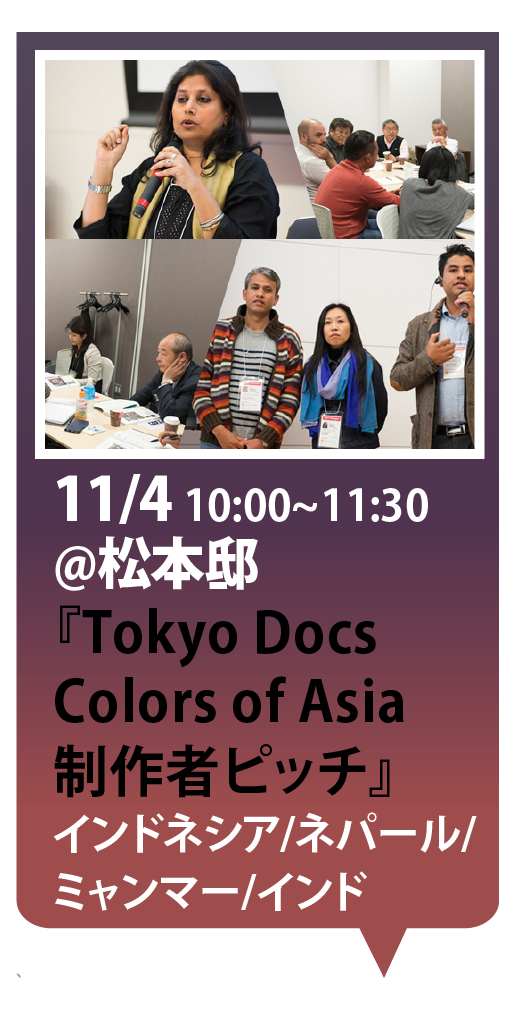 11/4 10:00~11:30
@松本邸
『Tokyo Docs
Colors of Asia
制作者ピッチ』
インドネシア/ネパール/
ミャンマー/インド
、